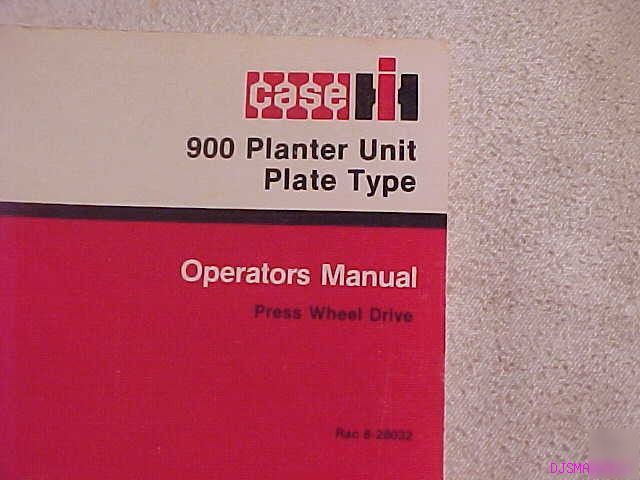 case IH
900 Planter Unit
Plate Type
Operators Manual
Press Wheel Drive
Rac 8-28032